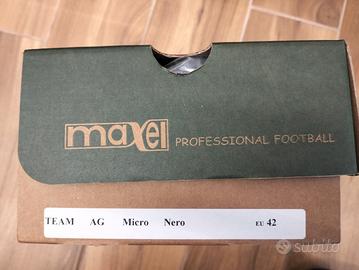 maxel PROFESSIONAL FOOTBALL
TEAM AG Micro Nero EU 42
subito